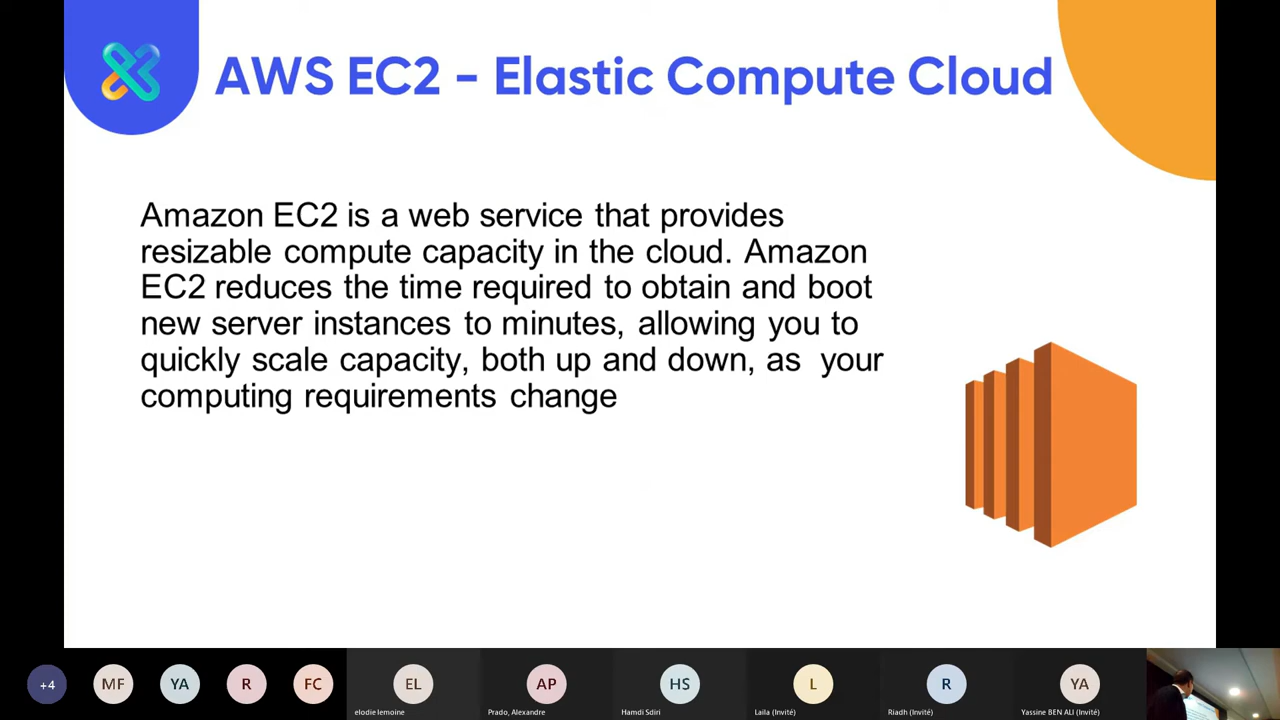 AWS EC2 - Elastic Compute Cloud
Amazon EC2 is a web service that provides
resizable compute capacity in the cloud. Amazon
EC2 reduces the time required to obtain and boot
new server instances to minutes, allowing you to
quickly scale capacity, both up and down, as your
computing requirements change
+4
MF
YA
R
FC
EL
AP
HS
L
R
YA
elodie lemoine
Prado, Alexandre
Hamdi Sdiri
Laila (Invité)
Riadh (Invité)
Yassine BEN ALI (Invité)